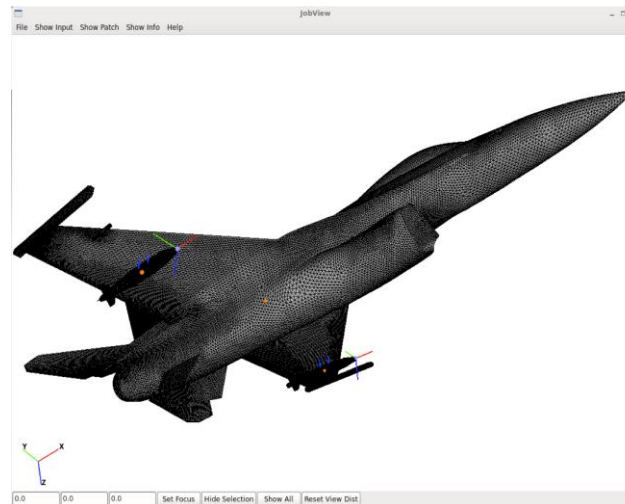 JobView
File Show Input Show Patch Show Info Help
Y X
Z
0.0 0.0 0.0 Set Focus Hide Selection Show All Reset View Dist